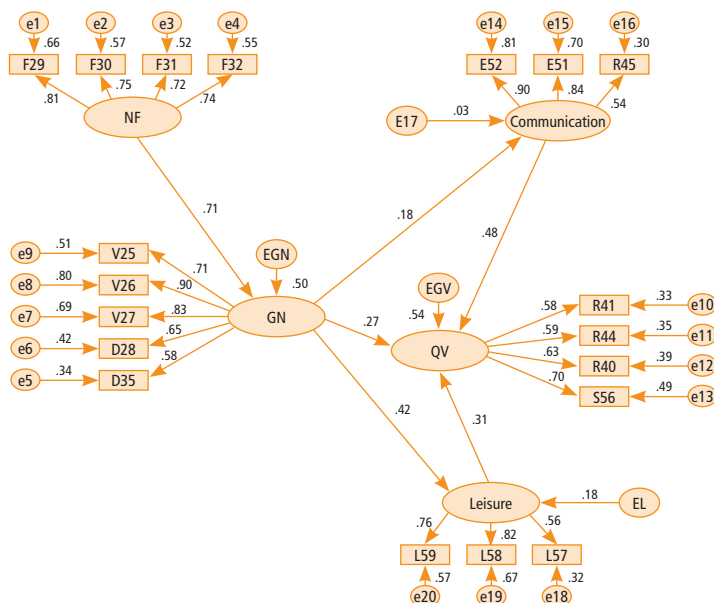 e1 e2 e3 e4
.66 .57 .52 .55
F29 F30 F31 F32
.81 .75 .72 .74
NF
e14 e15 e16
.81 .70 .30
E52 E51 R45
.90 .84 .54
E17 .03 Communication
.71
.18
.48
e9 .51 V25
e8 .80 V26
e7 .69 V27
e6 .42 D28
e5 .34 D35
.71
.90
.83
.65
.58
EGN
.50
GN
.27
.42
EGV
.54
QV
.58 R41 .33 e10
.59 R44 .35 e11
.63 R40 .39 e12
.70 S56 .49 e13
.31
Leisure .18 EL
.76 .82 .56
L59 L58 L57
.57 .67 .32
e20 e19 e18